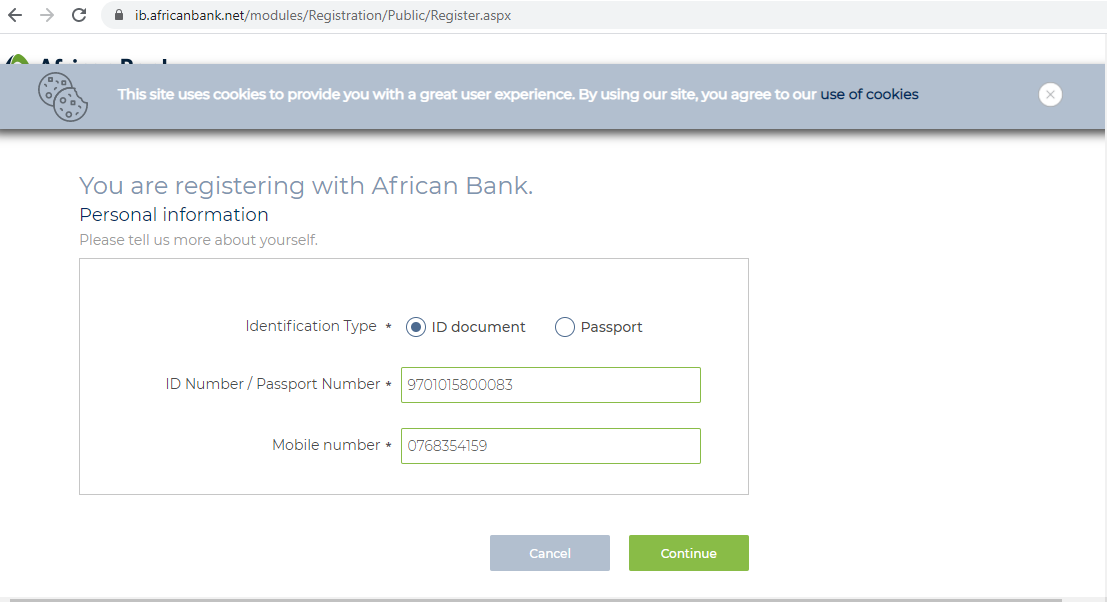 ib.africanbank.net/modules/Registration/Public/Register.aspx
African Bank
This site uses cookies to provide you with a great user experience. By using our site, you agree to our use of cookies
You are registering with African Bank.
Personal information
Please tell us more about yourself.
Identification Type * ID document Passport
ID Number / Passport Number * 9701015800083
Mobile number * 0768354159
Cancel Continue